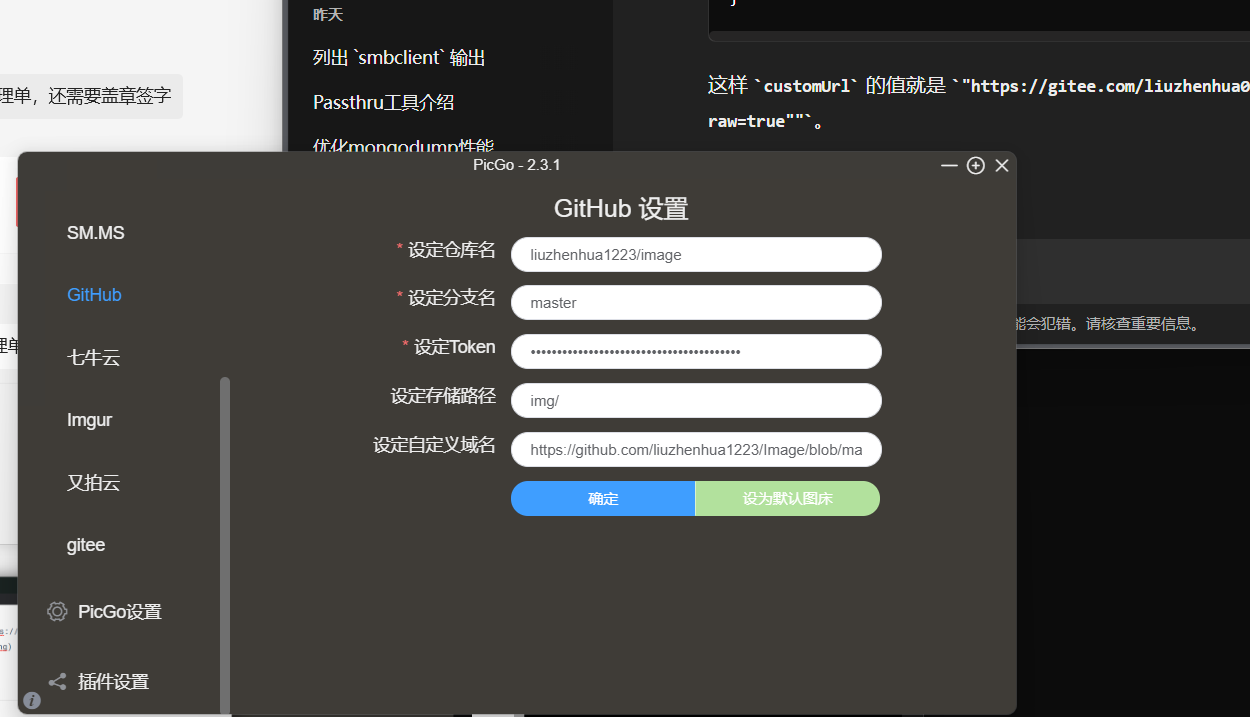 昨天
列出 `smbclient` 输出
Passthru工具介绍
优化mongodump性能
理单，还需要盖章签字
这样 `customUrl` 的值就是 `"https://gitee.com/liuzhenhua0
raw=true""`。
能会犯错。请核查重要信息。
PicGo - 2.3.1
SM.MS
GitHub
七牛云
Imgur
又拍云
gitee
PicGo设置
插件设置
GitHub 设置
* 设定仓库名
liuzhenhua1223/image
* 设定分支名
master
* 设定Token
设定存储路径
img/
设定自定义域名
https://github.com/liuzhenhua1223/Image/blob/ma
确定
设为默认图床
理单